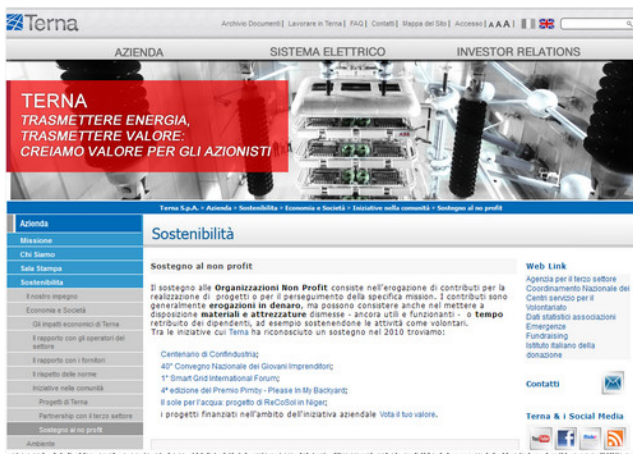 Terna
Archivio Documenti | Lavorare in Terna | FAQ | Contatti | Mappa del Sito | Accesso | A A A |
AZIENDA SISTEMA ELETTRICO INVESTOR RELATIONS
TERNA
TRASMETTERE ENERGIA,
TRASMETTERE VALORE:
CREIAMO VALORE PER GLI AZIONISTI
ABB
Terna S.p.A. » Azienda » Sostenibilita » Economia e Società » Iniziative nella comunità » Sostegno al no profit
Azienda
Missione
Chi Siamo
Sala Stampa
Sostenibilita
Il nostro impegno
Economia e Società
Gli impatti economici di Terna
Il rapporto con gli operatori del
settore
Il rapporto con i fornitori
Il rispetto delle norme
Iniziative nella comunità
Progetti di Terna
Partnership con il terzo settore
Sostegno al no profit
Ambiente
Sostenibilità
Sostegno al non profit
Il sostegno alle Organizzazioni Non Profit consiste nell'erogazione di contributi per la
realizzazione di progetti o per il perseguimento della specifica mission. I contributi sono
generalmente erogazioni in denaro, ma possono consistere anche nel mettere a
disposizione materiali e attrezzature dismesse - ancora utili e funzionanti - o tempo
retribuito dei dipendenti, ad esempio sostenendone le attività come volontari.
Tra le iniziative cui Terna ha riconosciuto un sostegno nel 2010 troviamo:
Centenario di Confindustria;
40° Convegno Nazionale dei Giovani Imprenditori;
1° Smart Grid International Forum;
4° edizione del Premio Pimby - Please In My Backyard;
Il sole per l'acqua: progetto di ReCoSol in Niger;
i progetti finanziati nell'ambito dell'iniziativa aziendale Vota il tuo valore.
Web Link
Agenzia per il terzo settore
Coordinamento Nazionale dei
Centri servizio per il
Volontariato
Dati statistici associazioni
Emergenze
Fundraising
Istituto italiano della
donazione
Contatti
Terna & i Social Media
You Tube f flickr